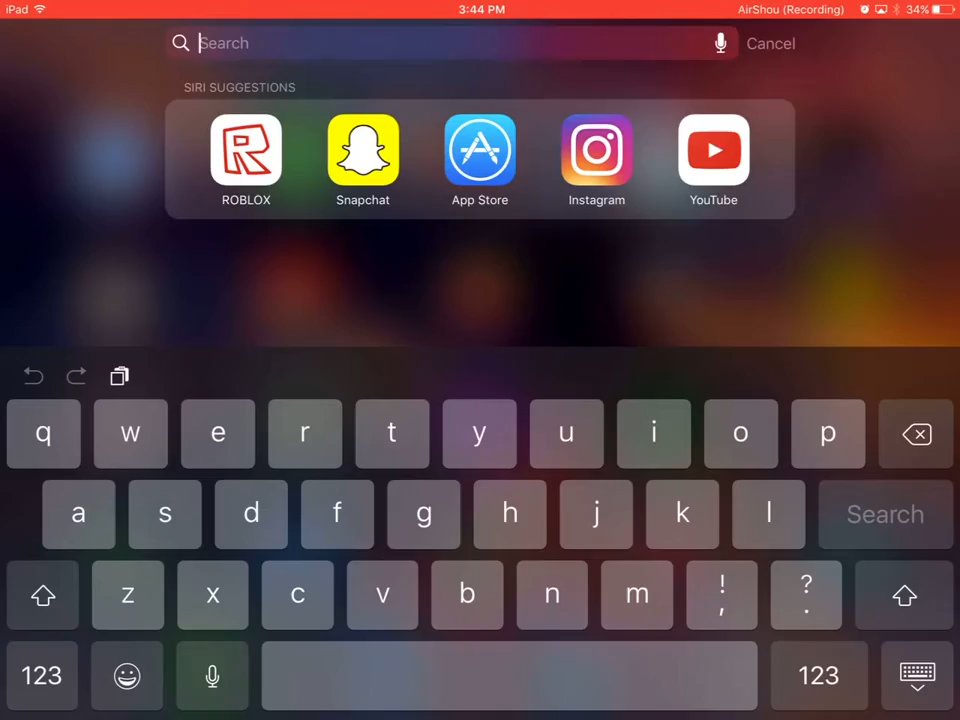 iPad 3:44 PM AirShou (Recording) 34%
Search Cancel
SIRI SUGGESTIONS
ROBLOX Snapchat App Store Instagram YouTube
q w e r t y u i o p
a s d f g h j k l Search
z x c v b n m ! , ? .
123 123